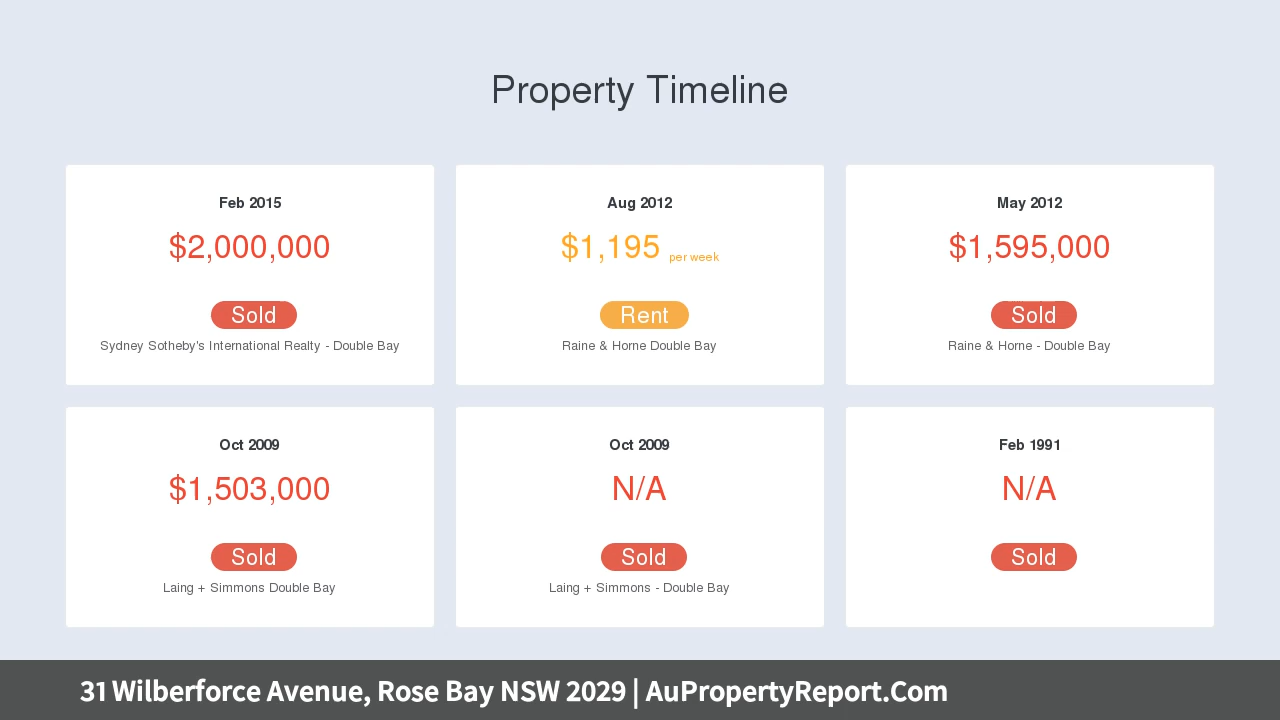 Property Timeline
Feb 2015
$2,000,000
Sold
Sydney Sotheby's International Realty - Double Bay
Aug 2012
$1,195 per week
Rent
Raine & Horne Double Bay
May 2012
$1,595,000
Sold
Raine & Horne - Double Bay
Oct 2009
$1,503,000
Sold
Laing + Simmons Double Bay
Oct 2009
N/A
Sold
Laing + Simmons - Double Bay
Feb 1991
N/A
Sold
31 Wilberforce Avenue, Rose Bay NSW 2029 | AuPropertyReport.Com